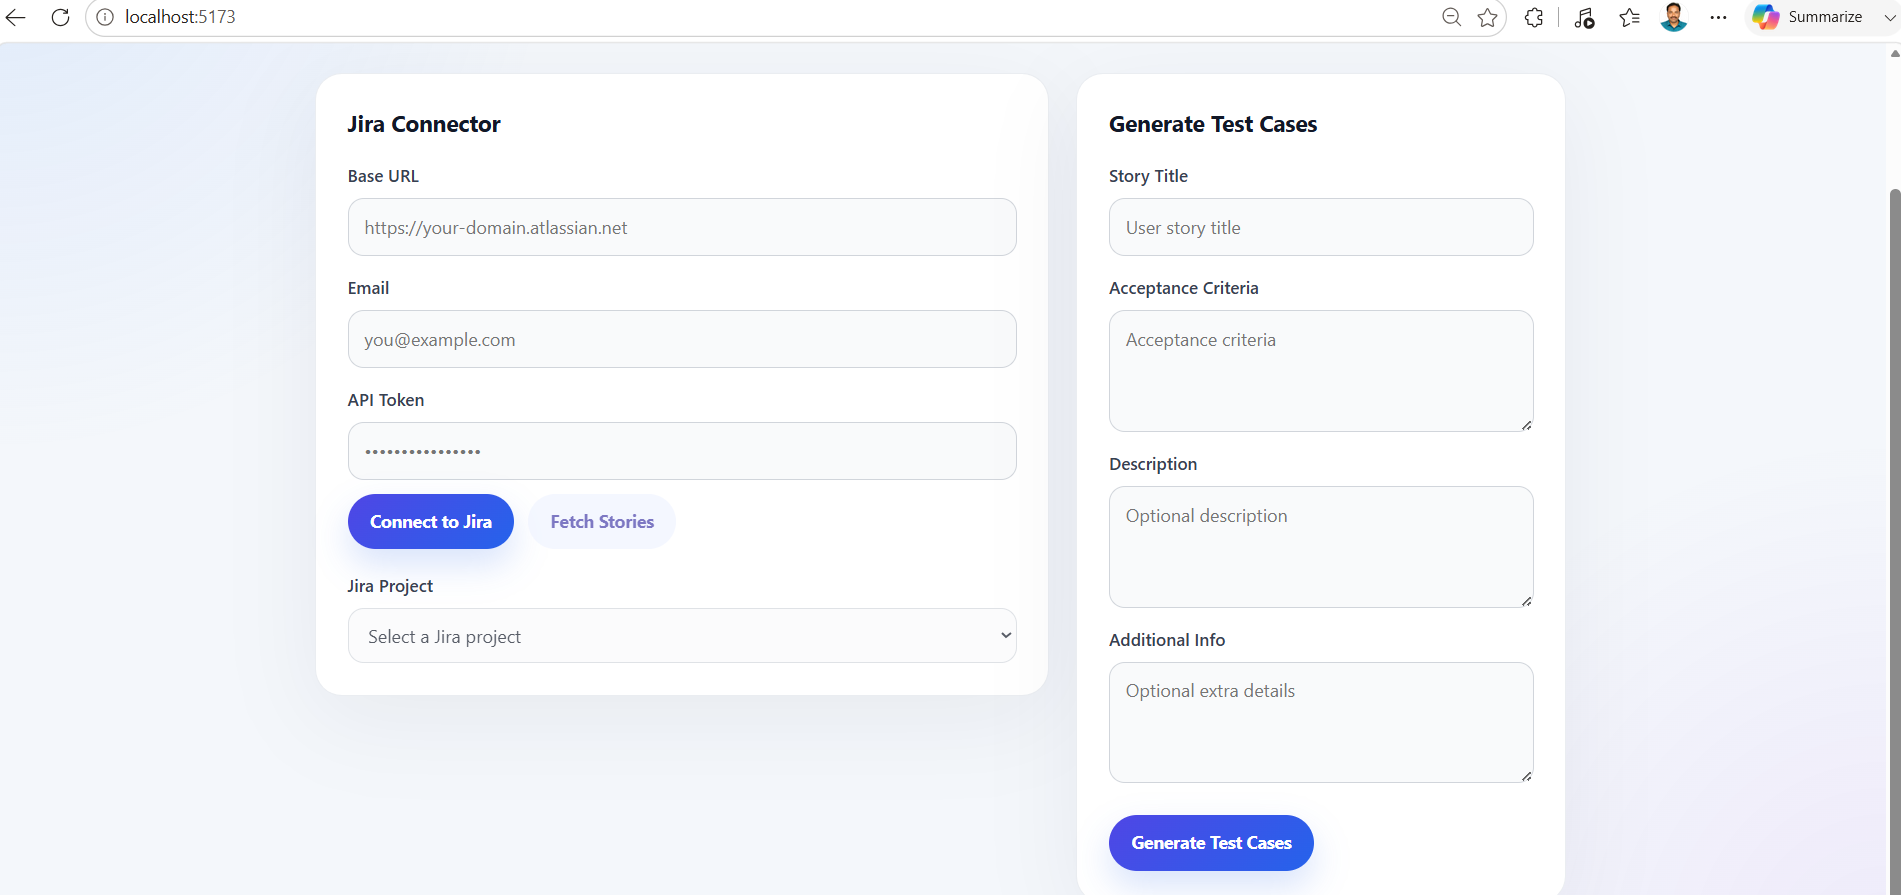 localhost:5173
Summarize
Jira Connector
Base URL
https://your-domain.atlassian.net
Email
you@example.com
API Token
••••••••••••••••
Connect to Jira
Fetch Stories
Jira Project
Select a Jira project
Generate Test Cases
Story Title
User story title
Acceptance Criteria
Acceptance criteria
Description
Optional description
Additional Info
Optional extra details
Generate Test Cases